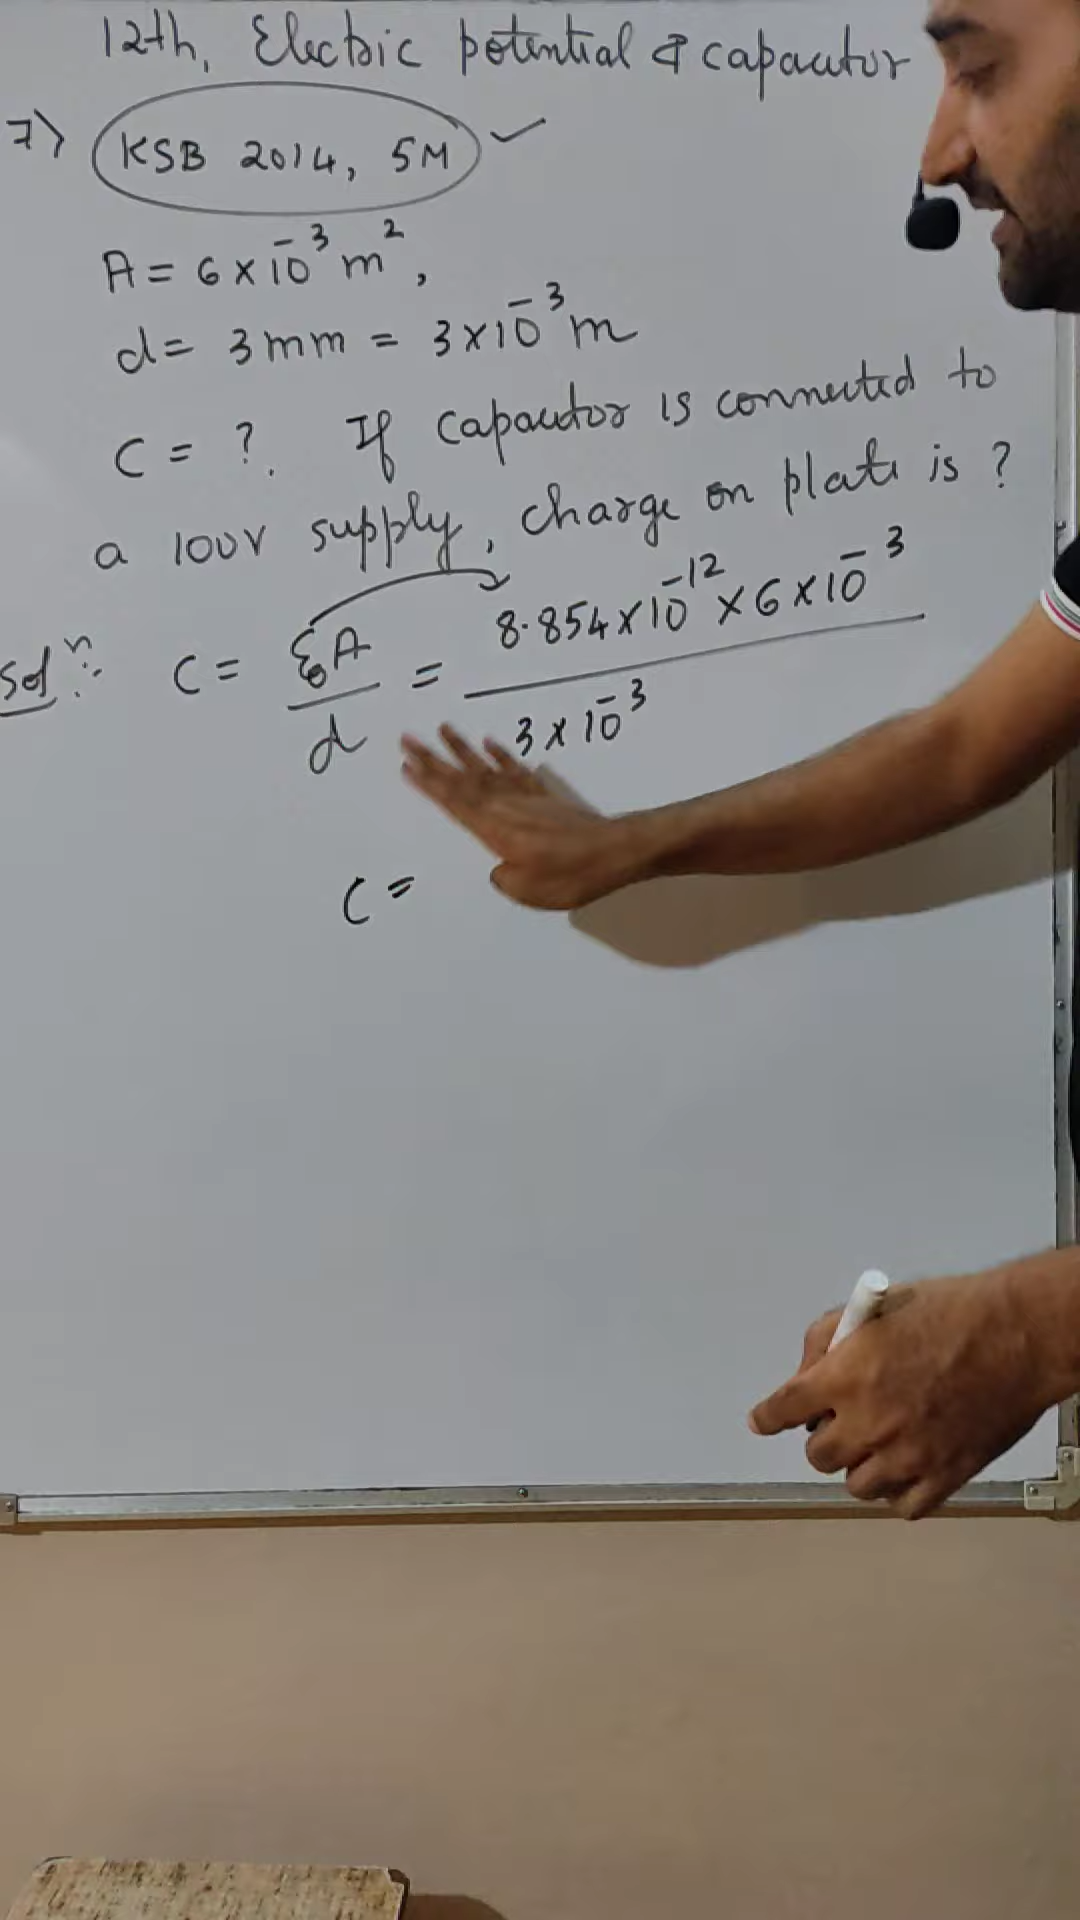 12th, Electric potential & capacitor
7) KSB 2014, 5M ✓
A = 6×10⁻³ m²,
d = 3mm = 3×10⁻³ m
C = ?. If capacitor is connected to
a 100V supply, charge on plate is ?
Solⁿ:- C = ε₀A/d = 8.854×10⁻¹²×6×10⁻³/3×10⁻³
C =